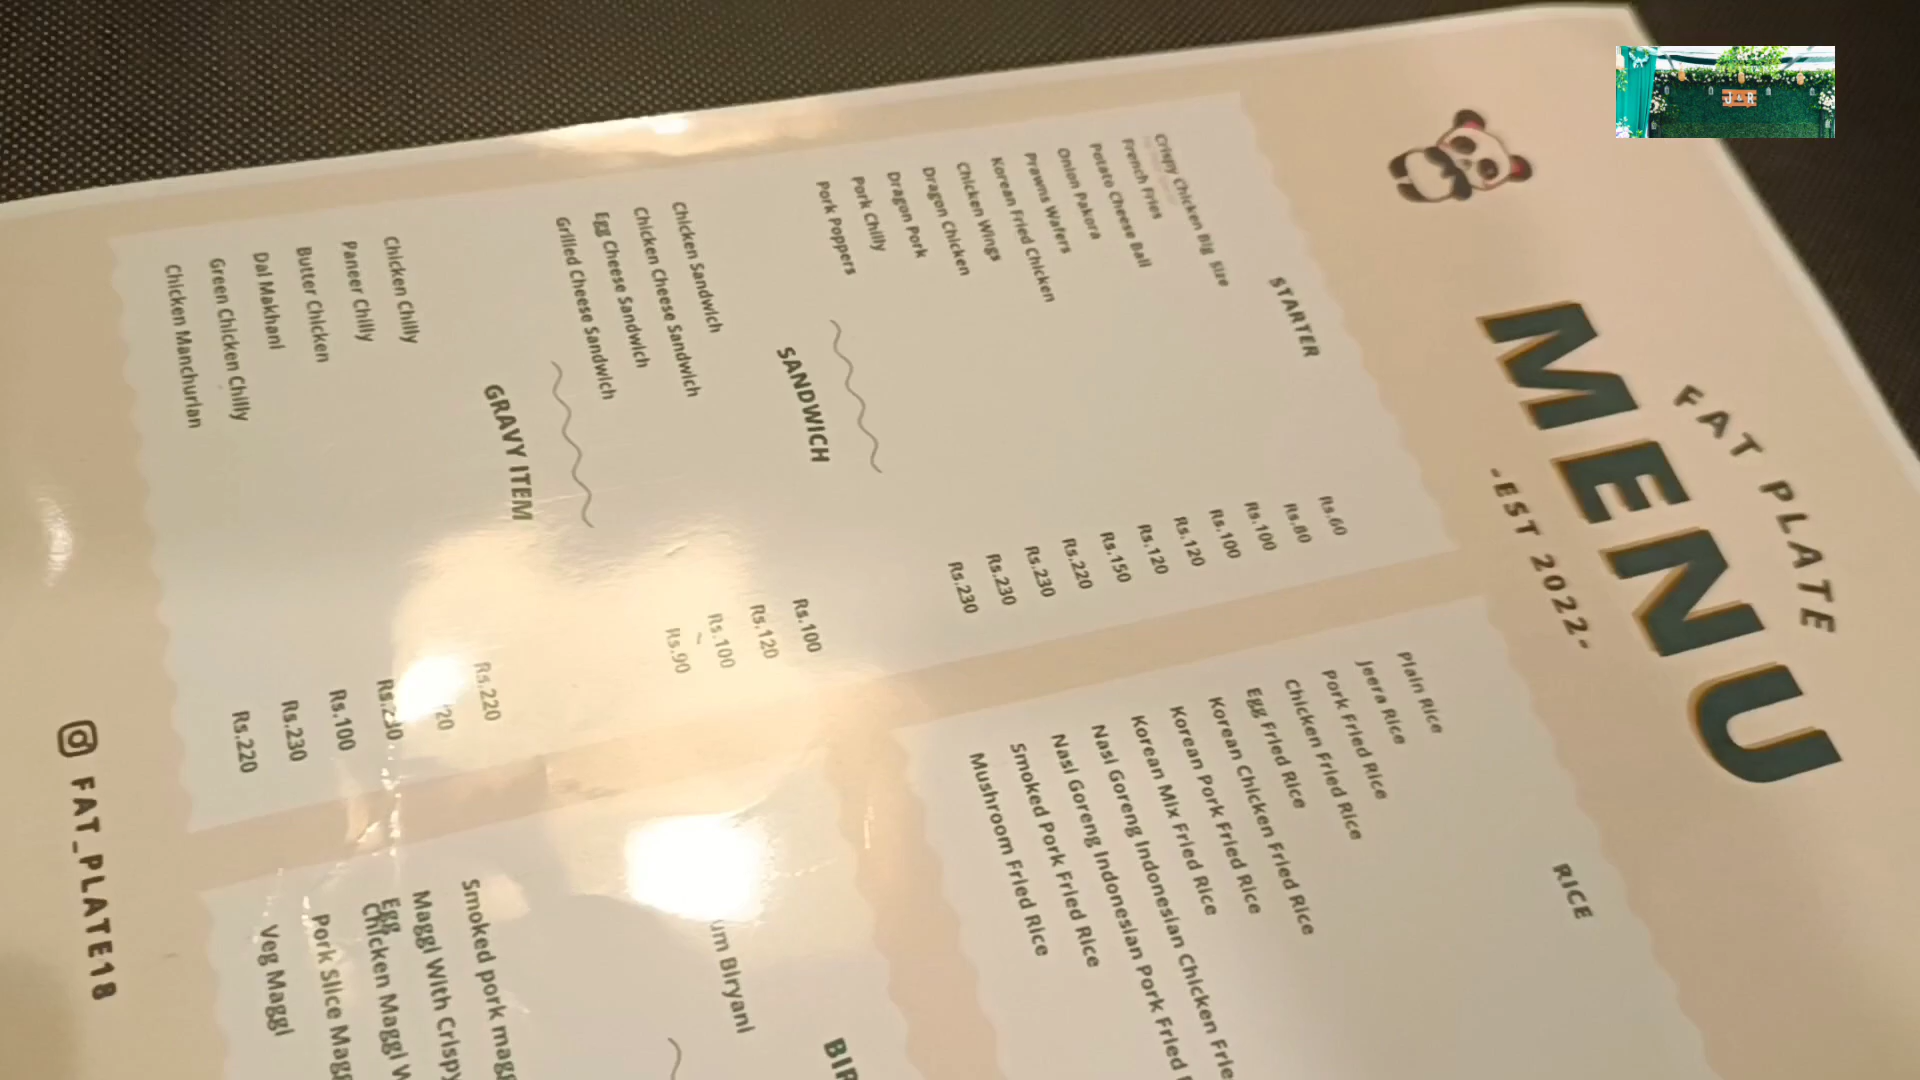 FAT PLATE
MENU
-EST 2022-
STARTER
Crispy Chicken Big Size Rs.60
French Fries Rs.80
Potato Cheese Ball Rs.100
Onion Pakora Rs.100
Prawns Wafers Rs.120
Korean Fried Chicken Rs.120
Chicken Wings Rs.150
Dragon Chicken Rs.220
Dragon Pork Rs.230
Pork Chilly Rs.230
Pork Poppers Rs.230
SANDWICH
Chicken Sandwich Rs.100
Chicken Cheese Sandwich Rs.120
Egg Cheese Sandwich Rs.100
Grilled Cheese Sandwich Rs.90
GRAVY ITEM
Chicken Chilly Rs.220
Paneer Chilly
Butter Chicken Rs.230
Dal Makhani Rs.100
Green Chicken Chilly Rs.230
Chicken Manchurian Rs.220
RICE
Plain Rice
Jeera Rice
Pork Fried Rice
Chicken Fried Rice
Egg Fried Rice
Korean Chicken Fried Rice
Korean Pork Fried Rice
Korean Mix Fried Rice
Nasi Goreng Indonesian Chicken
Nasi Goreng Indonesian Pork Fried
Smoked Pork Fried Rice
Mushroom Fried Rice
Biryani
Smoked pork
Maggi With Crispy
Egg
Chicken Maggi
Pork Slice
Veg Maggi
FAT_PLATE18
J & R